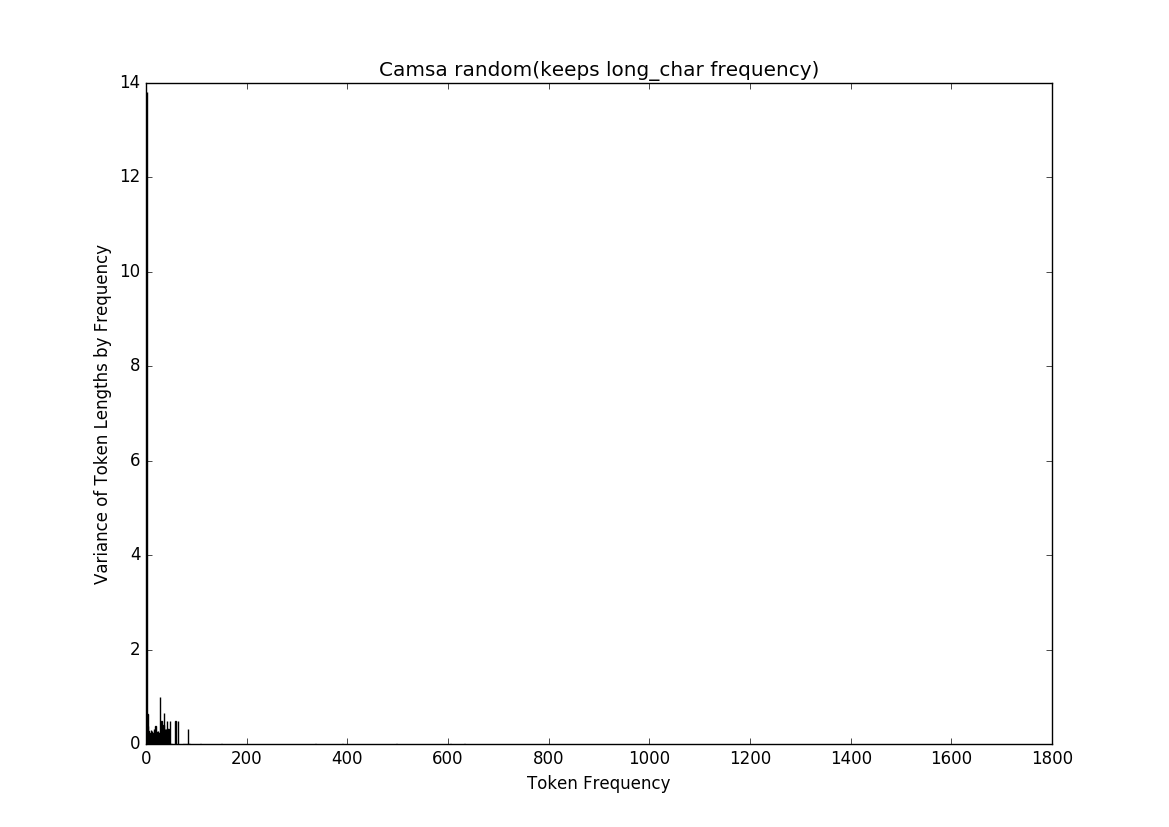 Camsa random(keeps long_char frequency)
14
12
10
8
6
4
2
0
Variance of Token Lengths by Frequency
0 200 400 600 800 1000 1200 1400 1600 1800
Token Frequency